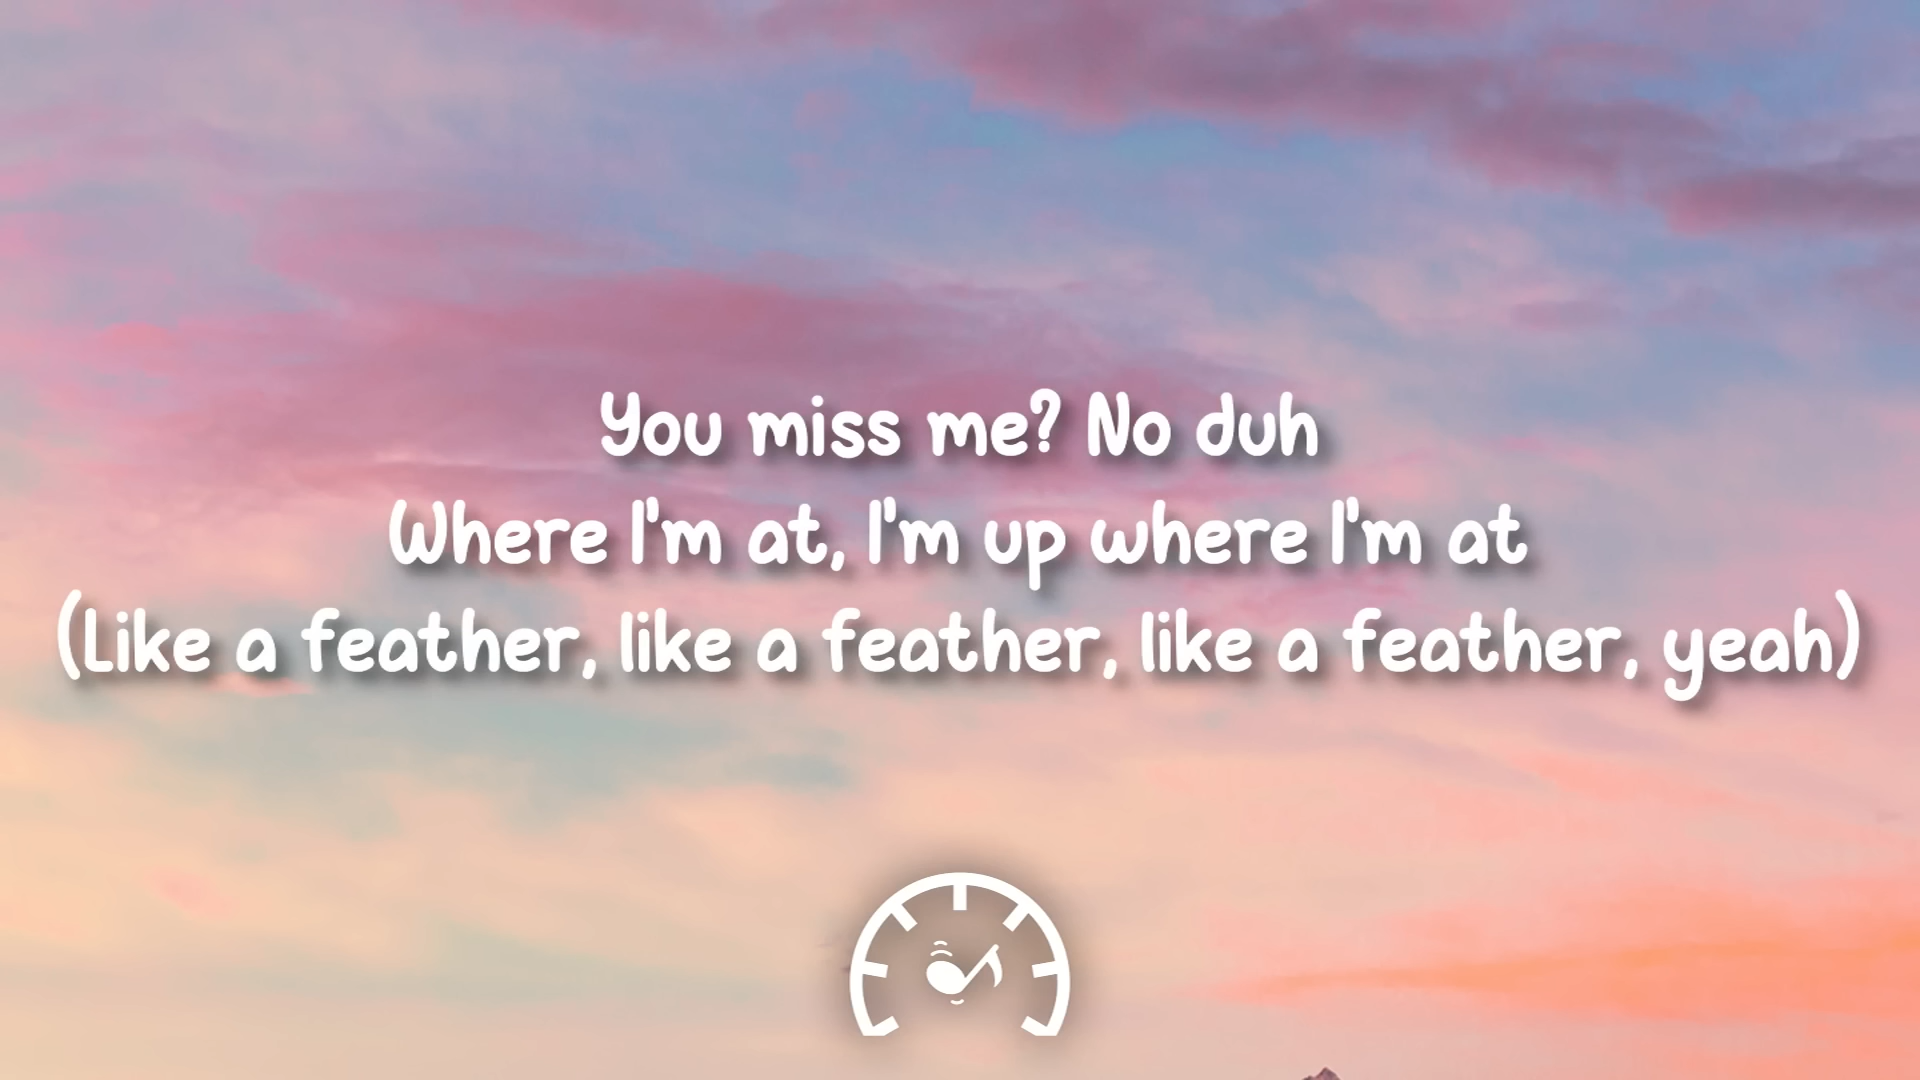 You miss me? No duh
Where I'm at, I'm up where I'm at
(Like a feather, like a feather, like a feather, yeah)